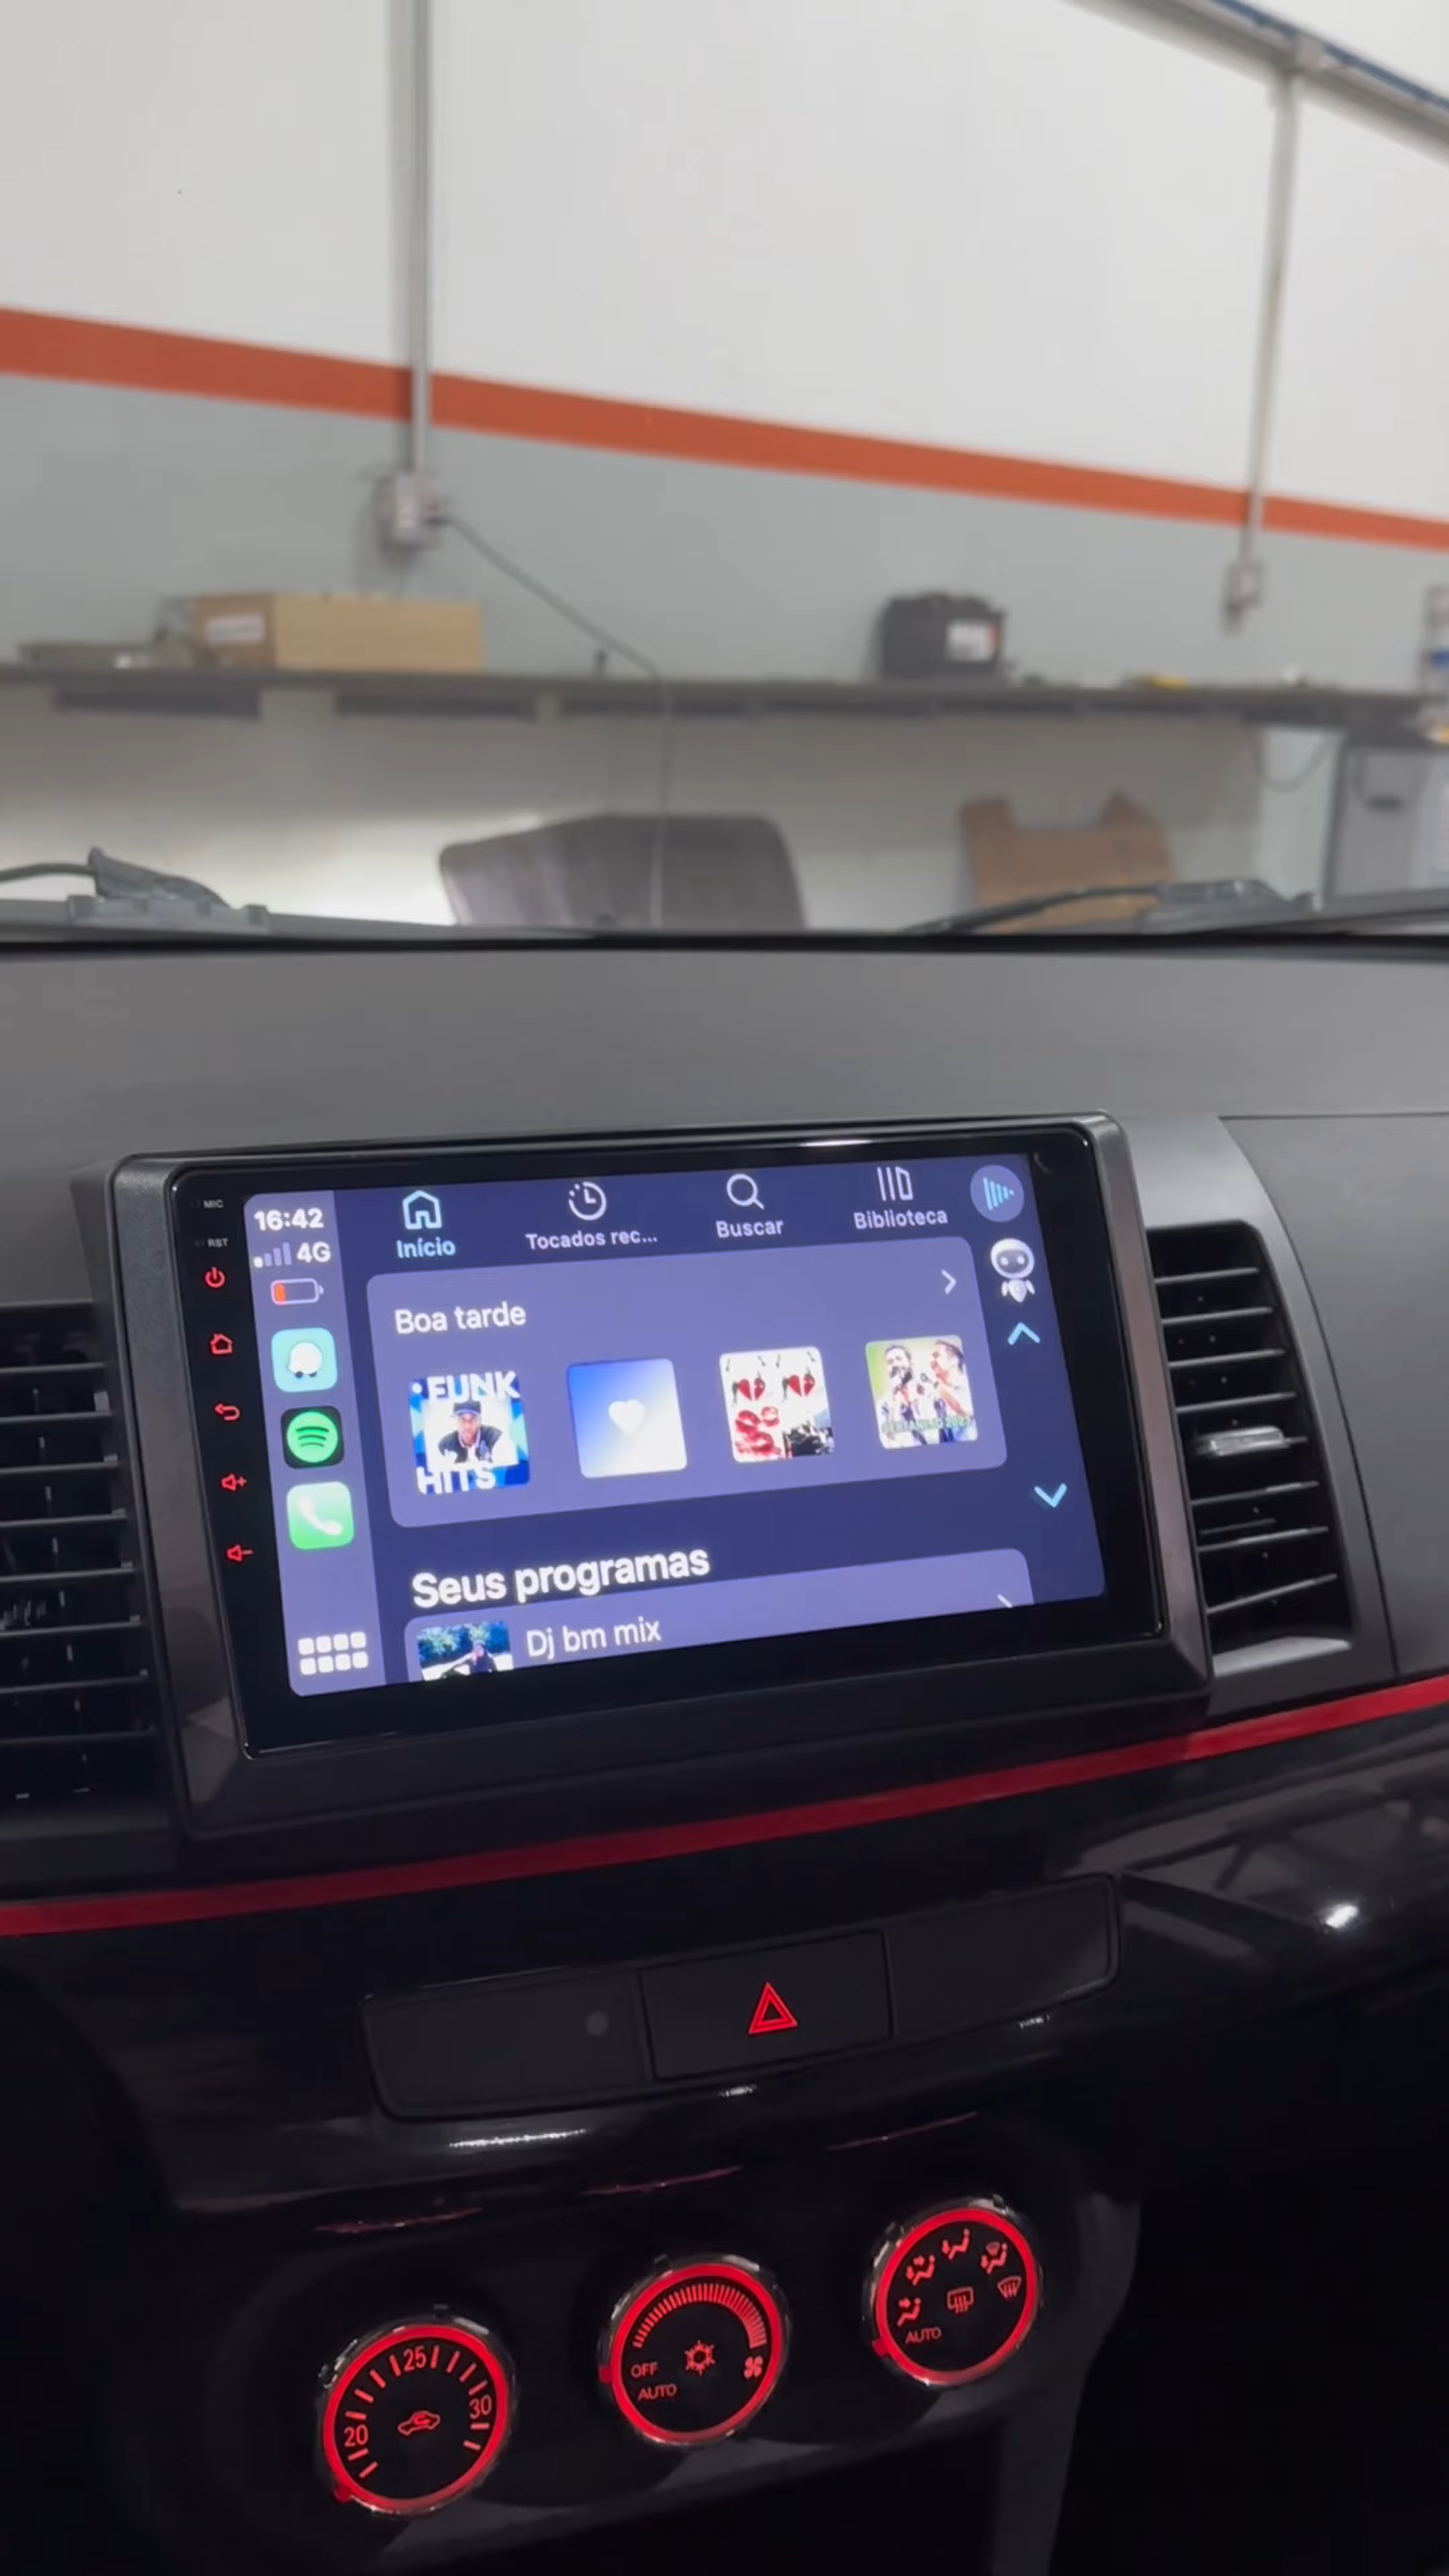 MIC
RST
16:42
4G
Início
Tocados rec...
Buscar
Biblioteca
Boa tarde
FUNK
HITS
Seus programas
Dj bm mix
20
25
30
OFF
AUTO
AUTO